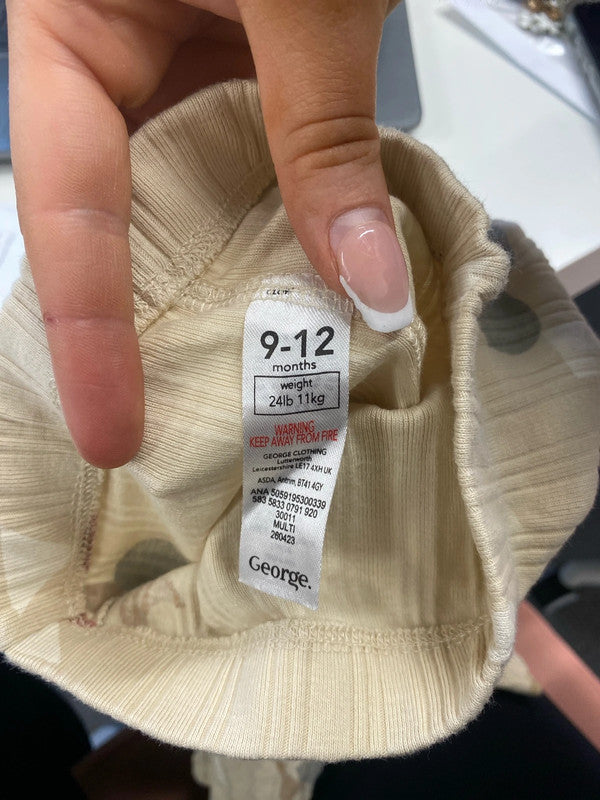 9-12
months
weight
24lb 11kg
WARNING
KEEP AWAY FROM FIRE
GEORGE CLOTHING
Lutterworth
Leicestershire LE17 4XH UK
ASDA, Antrim, BT41 4GY
ANA 5059195300339
583 5833 0791 920
30011
MULTI
260423
George.